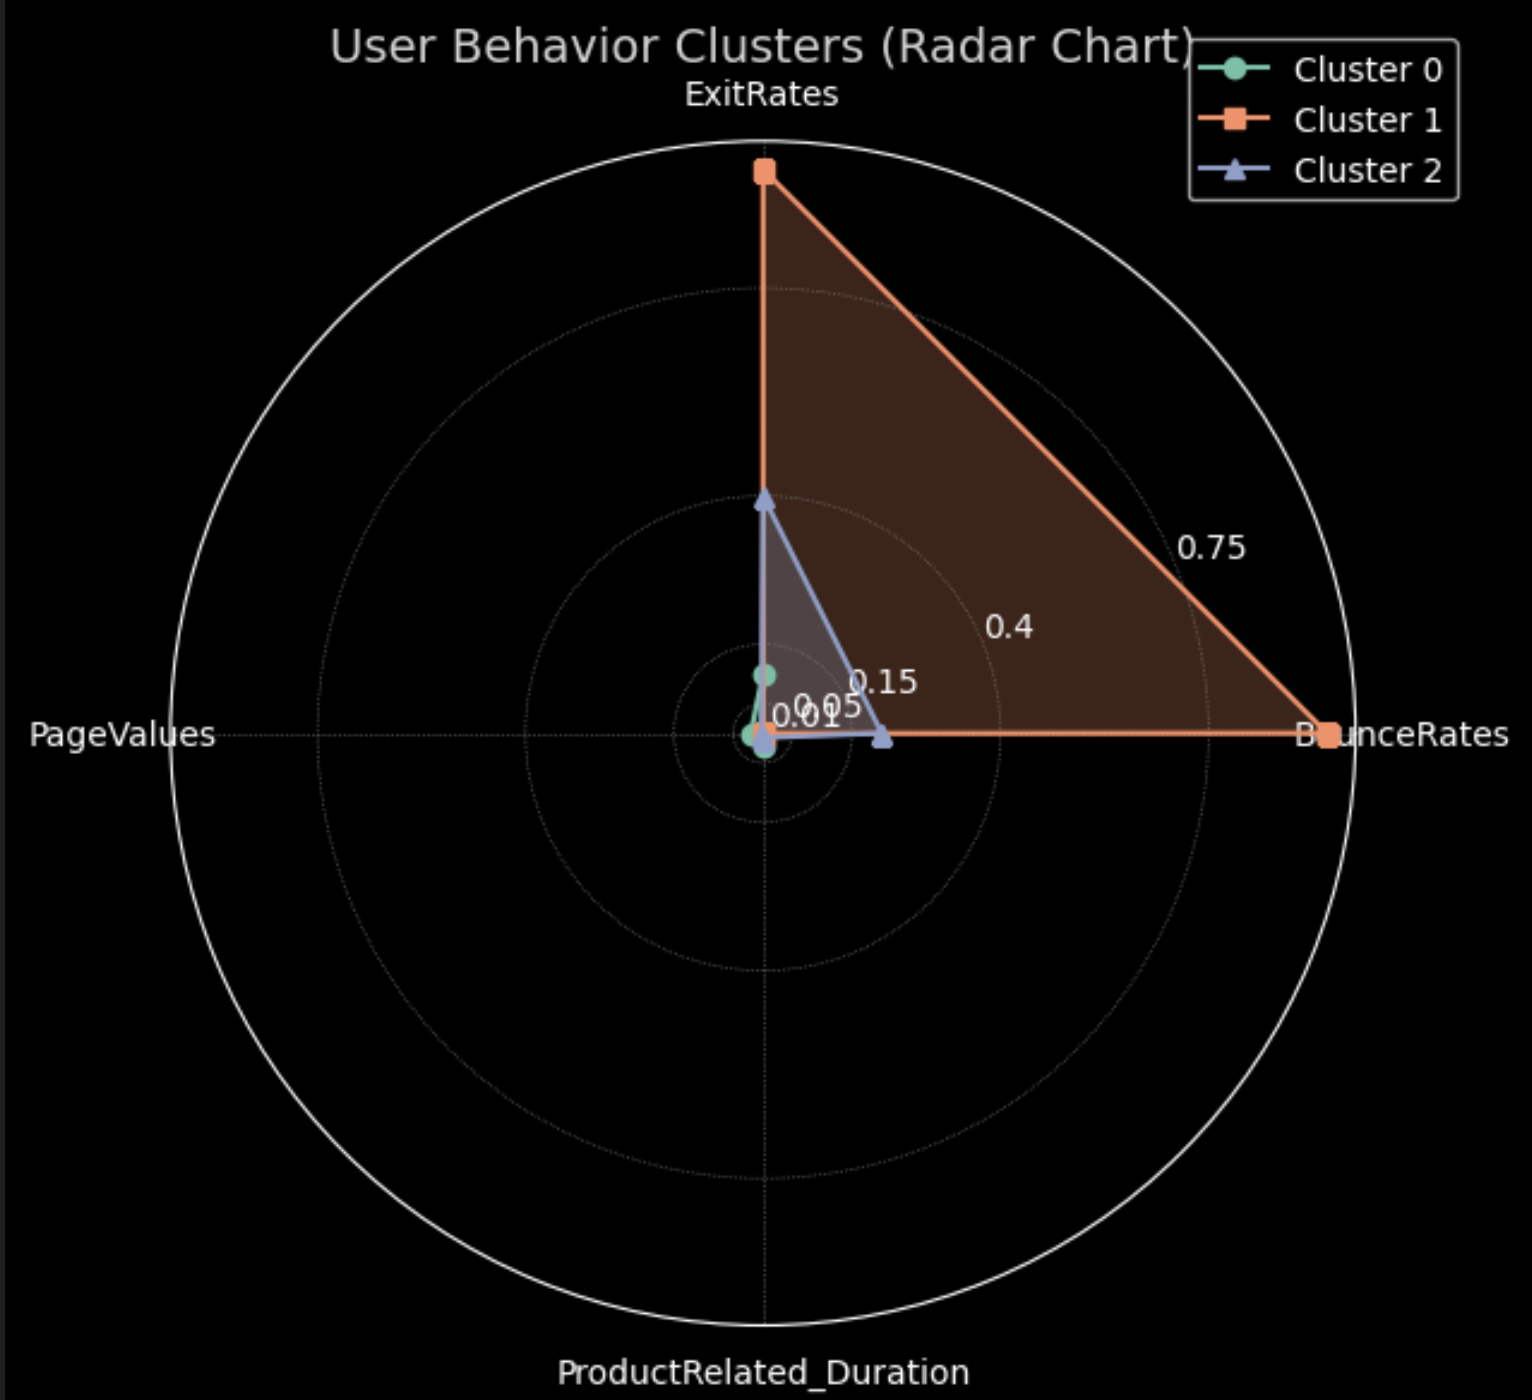 User Behavior Clusters (Radar Chart)
Cluster 0
Cluster 1
Cluster 2
ExitRates
0.75
0.4
0.15
0.05
0.01
PageValues
BounceRates
ProductRelated_Duration